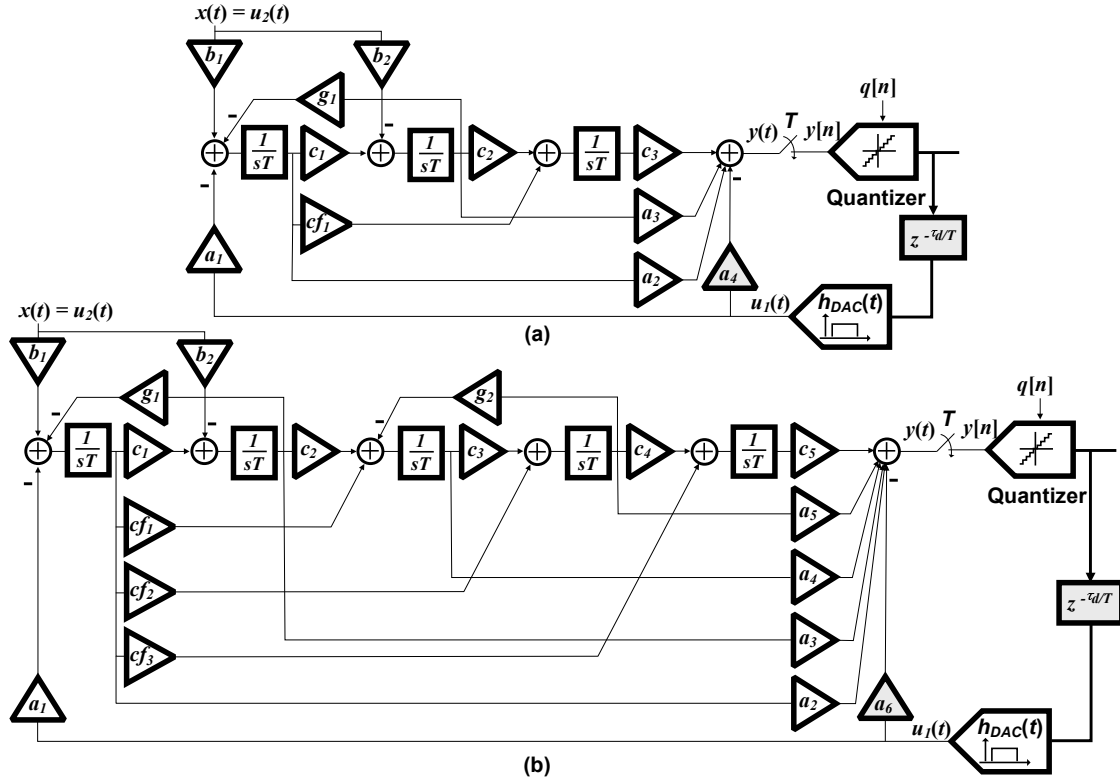 x(t) = u2(t)
b1
b2
g1
-
-
q[n]
1/sT
c1
1/sT
c2
1/sT
c3
y(t)
T
y[n]
-
-
Quantizer
cf1
a3
z -τd/T
a1
a2
a4
u1(t)
hDAC(t)
(a)
x(t) = u2(t)
b1
b2
g1
g2
-
-
-
q[n]
1/sT
c1
1/sT
c2
1/sT
c3
1/sT
c4
1/sT
c5
y(t)
T
y[n]
-
-
Quantizer
cf1
a5
cf2
a4
z -τd/T
cf3
a3
a1
a2
a6
u1(t)
hDAC(t)
(b)